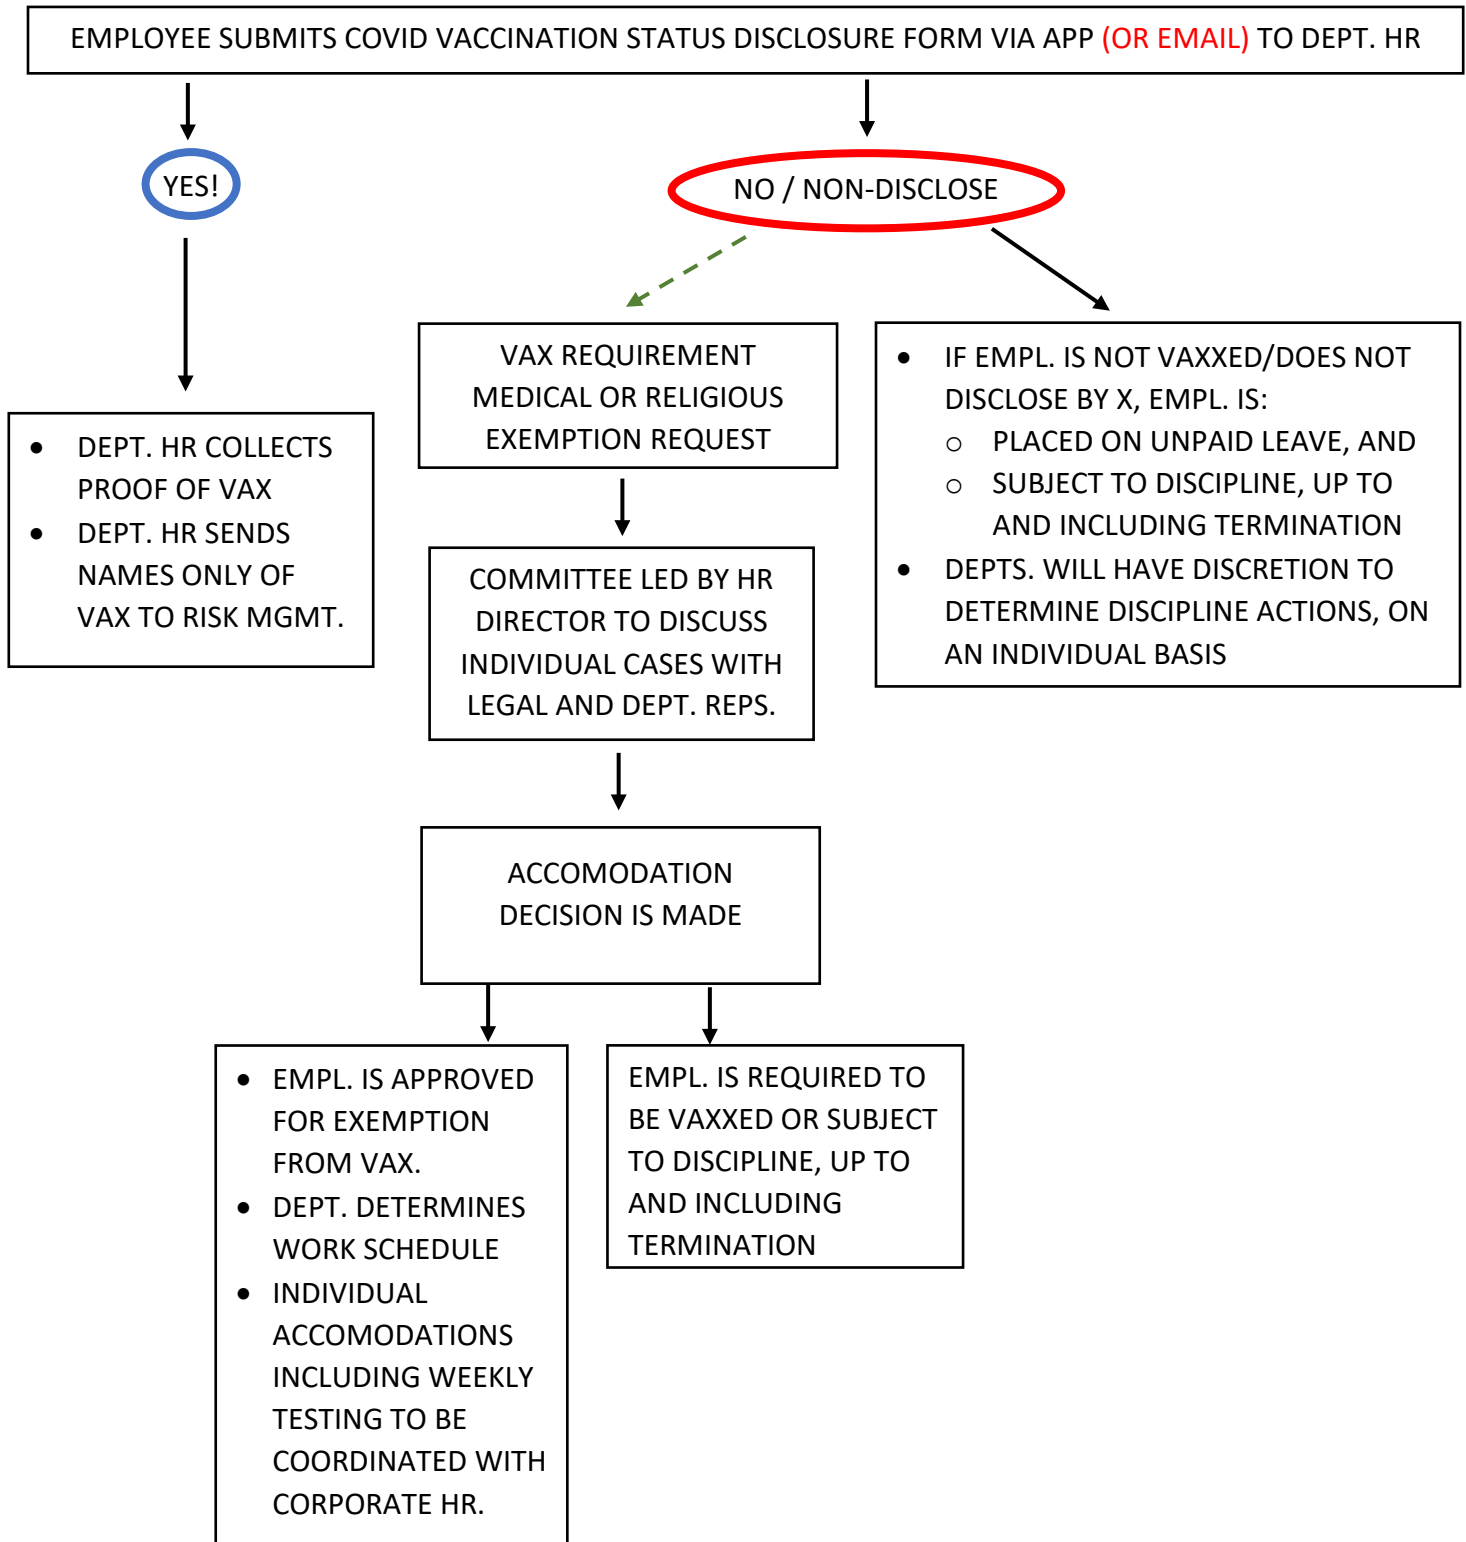 EMPLOYEE SUBMITS COVID VACCINATION STATUS DISCLOSURE FORM VIA APP (OR EMAIL) TO DEPT. HR
YES!
NO / NON-DISCLOSE
• DEPT. HR COLLECTS
PROOF OF VAX
• DEPT. HR SENDS
NAMES ONLY OF
VAX TO RISK MGMT.
VAX REQUIREMENT
MEDICAL OR RELIGIOUS
EXEMPTION REQUEST
• IF EMPL. IS NOT VAXXED/DOES NOT
DISCLOSE BY X, EMPL. IS:
o PLACED ON UNPAID LEAVE, AND
o SUBJECT TO DISCIPLINE, UP TO
AND INCLUDING TERMINATION
• DEPTS. WILL HAVE DISCRETION TO
DETERMINE DISCIPLINE ACTIONS, ON
AN INDIVIDUAL BASIS
COMMITTEE LED BY HR
DIRECTOR TO DISCUSS
INDIVIDUAL CASES WITH
LEGAL AND DEPT. REPS.
ACCOMODATION
DECISION IS MADE
• EMPL. IS APPROVED
FOR EXEMPTION
FROM VAX.
• DEPT. DETERMINES
WORK SCHEDULE
• INDIVIDUAL
ACCOMODATIONS
INCLUDING WEEKLY
TESTING TO BE
COORDINATED WITH
CORPORATE HR.
EMPL. IS REQUIRED TO
BE VAXXED OR SUBJECT
TO DISCIPLINE, UP TO
AND INCLUDING
TERMINATION